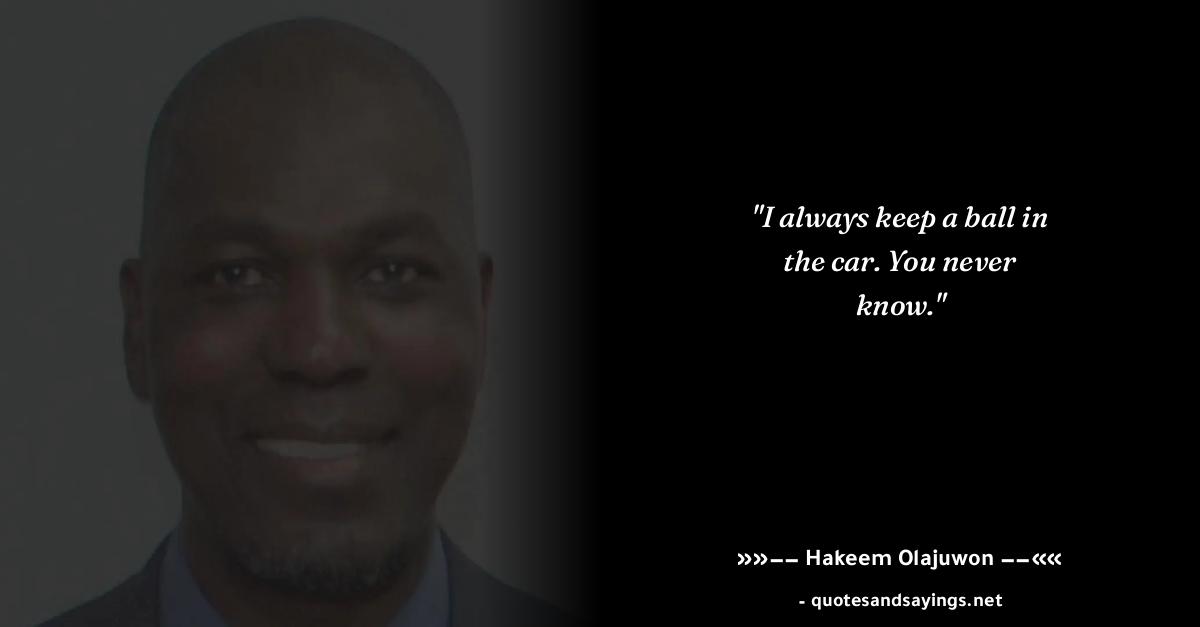 "I always keep a ball in
the car. You never
know."
»»−− Hakeem Olajuwon −−««
- quotesandsayings.net